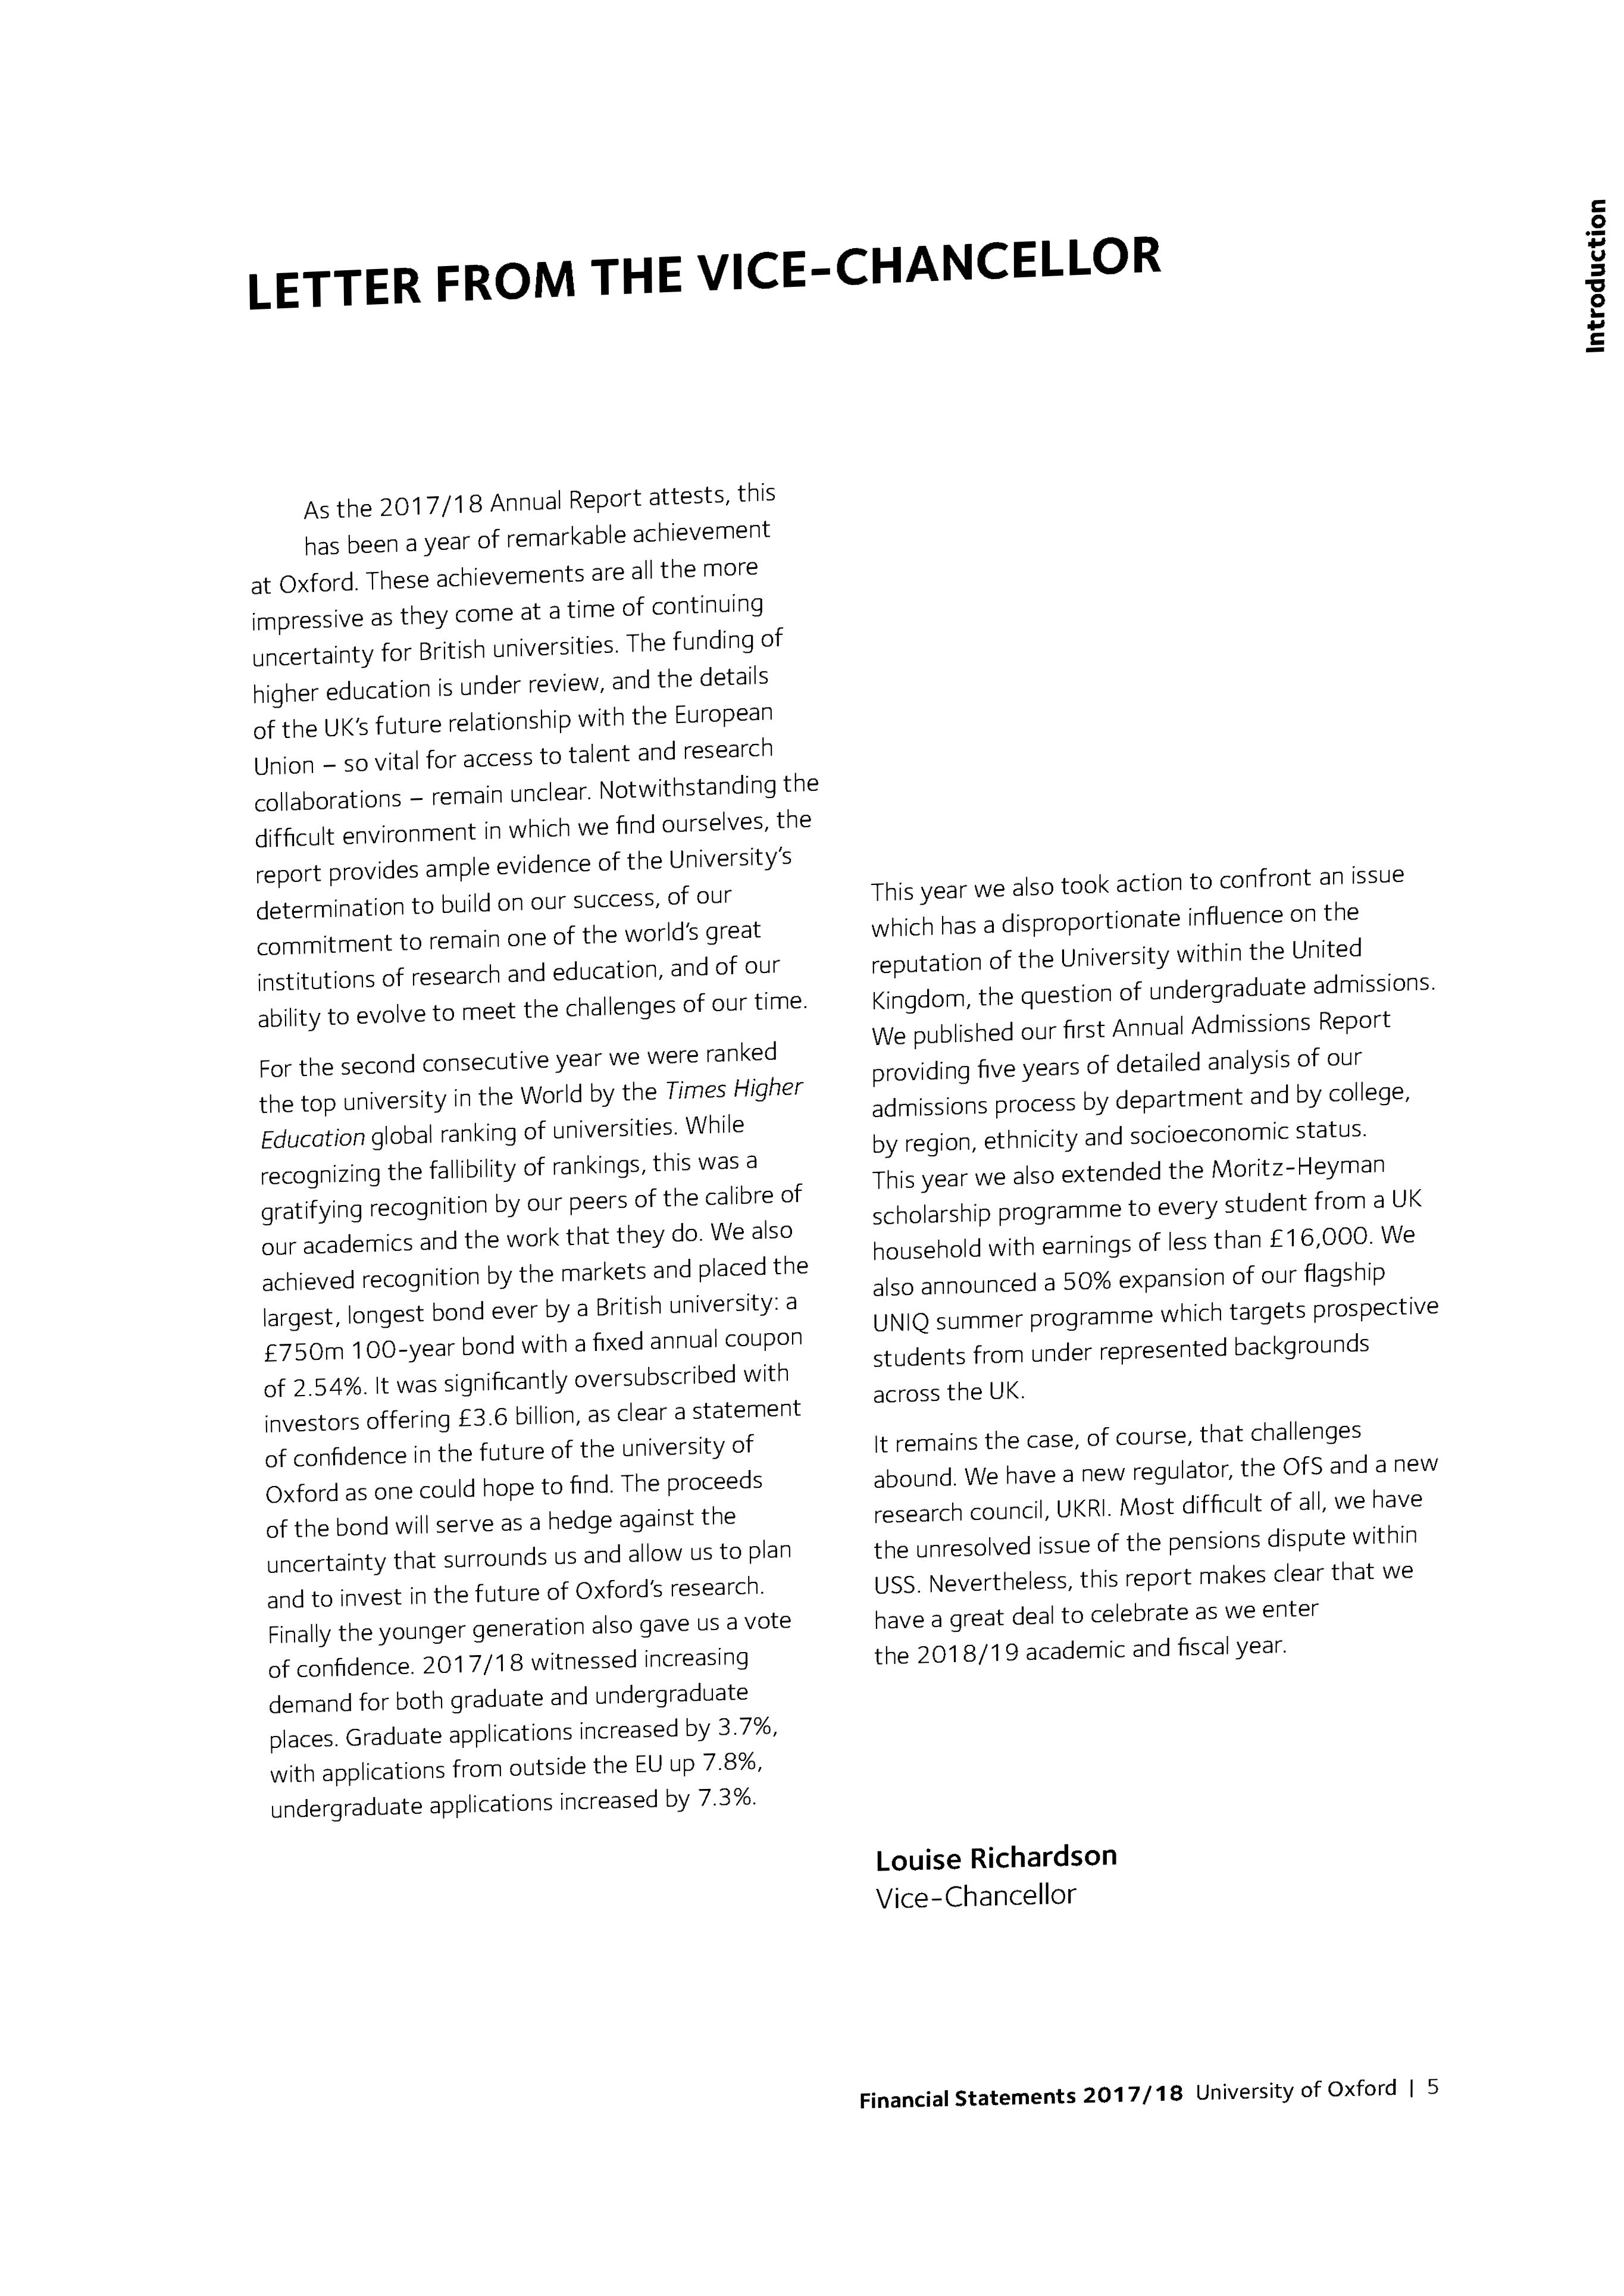 LETTER FROM THE VICE-CHANCELLOR
Introduction
As the 2017/18 Annual Report attests, this
has been a year of remarkable achievement
at Oxford. These achievements are all the more
impressive as they come at a time of continuing
uncertainty for British universities. The funding of
higher education is under review, and the details
of the UK's future relationship with the European
Union – so vital for access to talent and research
collaborations – remain unclear. Notwithstanding the
difficult environment in which we find ourselves, the
report provides ample evidence of the University's
determination to build on our success, of our
commitment to remain one of the world's great
institutions of research and education, and of our
ability to evolve to meet the challenges of our time.
For the second consecutive year we were ranked
the top university in the World by the Times Higher
Education global ranking of universities. While
recognizing the fallibility of rankings, this was a
gratifying recognition by our peers of the calibre of
our academics and the work that they do. We also
achieved recognition by the markets and placed the
largest, longest bond ever by a British university: a
£750m 100-year bond with a fixed annual coupon
of 2.54%. It was significantly oversubscribed with
investors offering £3.6 billion, as clear a statement
of confidence in the future of the university of
Oxford as one could hope to find. The proceeds
of the bond will serve as a hedge against the
uncertainty that surrounds us and allow us to plan
and to invest in the future of Oxford's research.
Finally the younger generation also gave us a vote
of confidence. 2017/18 witnessed increasing
demand for both graduate and undergraduate
places. Graduate applications increased by 3.7%,
with applications from outside the EU up 7.8%,
undergraduate applications increased by 7.3%.
This year we also took action to confront an issue
which has a disproportionate influence on the
reputation of the University within the United
Kingdom, the question of undergraduate admissions.
We published our first Annual Admissions Report
providing five years of detailed analysis of our
admissions process by department and by college,
by region, ethnicity and socioeconomic status.
This year we also extended the Moritz-Heyman
scholarship programme to every student from a UK
household with earnings of less than £16,000. We
also announced a 50% expansion of our flagship
UNIQ summer programme which targets prospective
students from under represented backgrounds
across the UK.
It remains the case, of course, that challenges
abound. We have a new regulator, the OfS and a new
research council, UKRI. Most difficult of all, we have
the unresolved issue of the pensions dispute within
USS. Nevertheless, this report makes clear that we
have a great deal to celebrate as we enter
the 2018/19 academic and fiscal year.
Louise Richardson
Vice-Chancellor
Financial Statements 2017/18 University of Oxford | 5